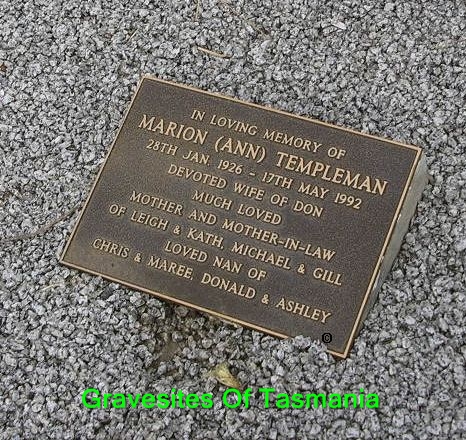 IN LOVING MEMORY OF
MARION (ANN) TEMPLEMAN
28TH JAN. 1926 - 17TH MAY 1992
DEVOTED WIFE OF DON
MUCH LOVED
MOTHER AND MOTHER-IN-LAW
OF LEIGH & KATH, MICHAEL & GILL
LOVED NAN OF
CHRIS & MAREE, DONALD & ASHLEY
®
Gravesites Of Tasmania